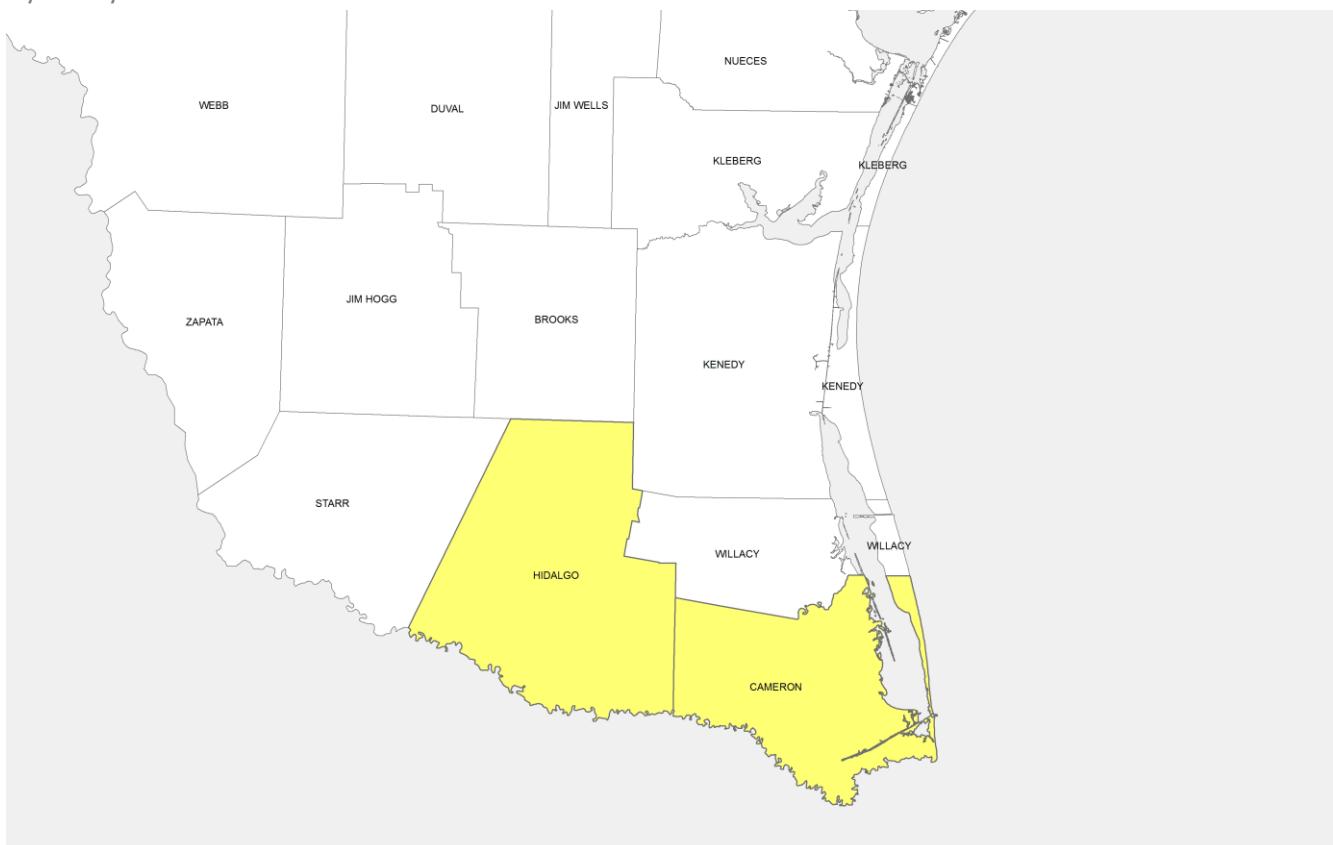 NUECES
WEBB
DUVAL
JIM WELLS
KLEBERG
KLEBERG
JIM HOGG
ZAPATA
BROOKS
KENEDY
KENEDY
STARR
WILLACY
WILLACY
HIDALGO
CAMERON